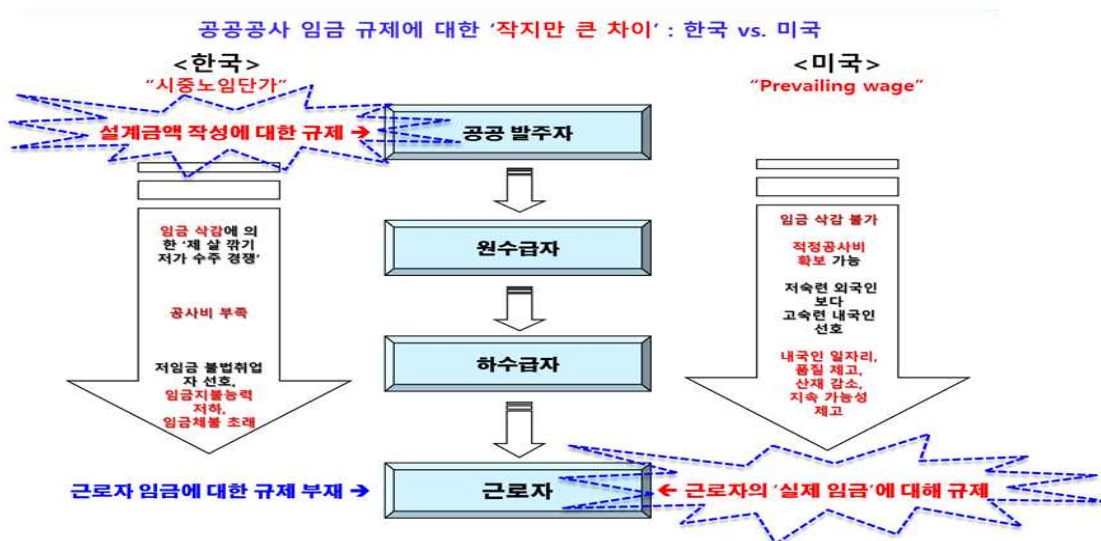 공공공사 임금 규제에 대한 '작지만 큰 차이' : 한국 vs. 미국
<한국>
"시중노임단가"
설계금액 작성에 대한 규제 →
임금 삭감에 의
한 '제 살 깎기
저가 수주 경쟁'
공사비 부족
저임금 불법취업
자 선호,
임금지불능력
저하,
임금체불 초래
근로자 임금에 대한 규제 부재 →
공공 발주자
원수급자
하수급자
근로자
<미국>
"Prevailing wage"
임금 삭감 불가
적정공사비
확보 가능
저숙련 외국인
보다
고숙련 내국인
선호
내국인 일자리,
품질 제고,
산재 감소,
지속 가능성
제고
← 근로자의 '실제 임금'에 대해 규제